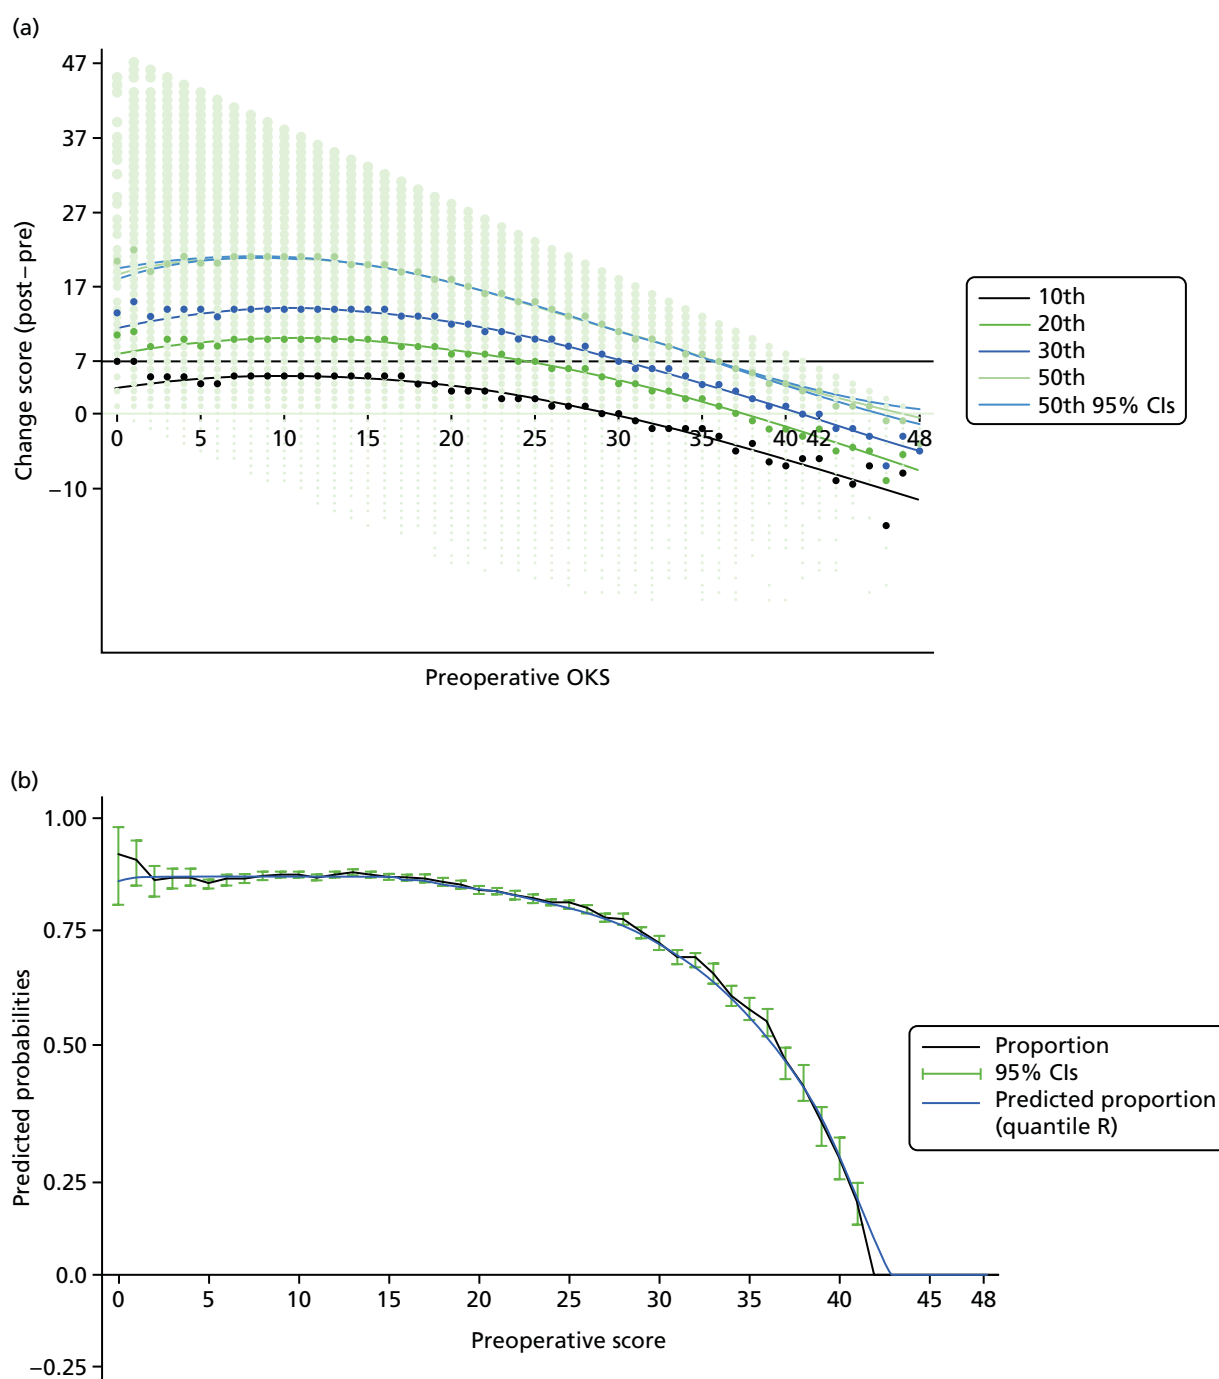 (a)
47
37
27
17
7
0
−10
Change score (post–pre)
0 5 10 15 20 25 30 35 40 42 48
Preoperative OKS
10th
20th
30th
50th
50th 95% CIs
(b)
1.00
0.75
0.50
0.25
0.0
−0.25
Predicted probabilities
0 5 10 15 20 25 30 35 40 45 48
Preoperative score
Proportion
95% CIs
Predicted proportion
(quantile R)